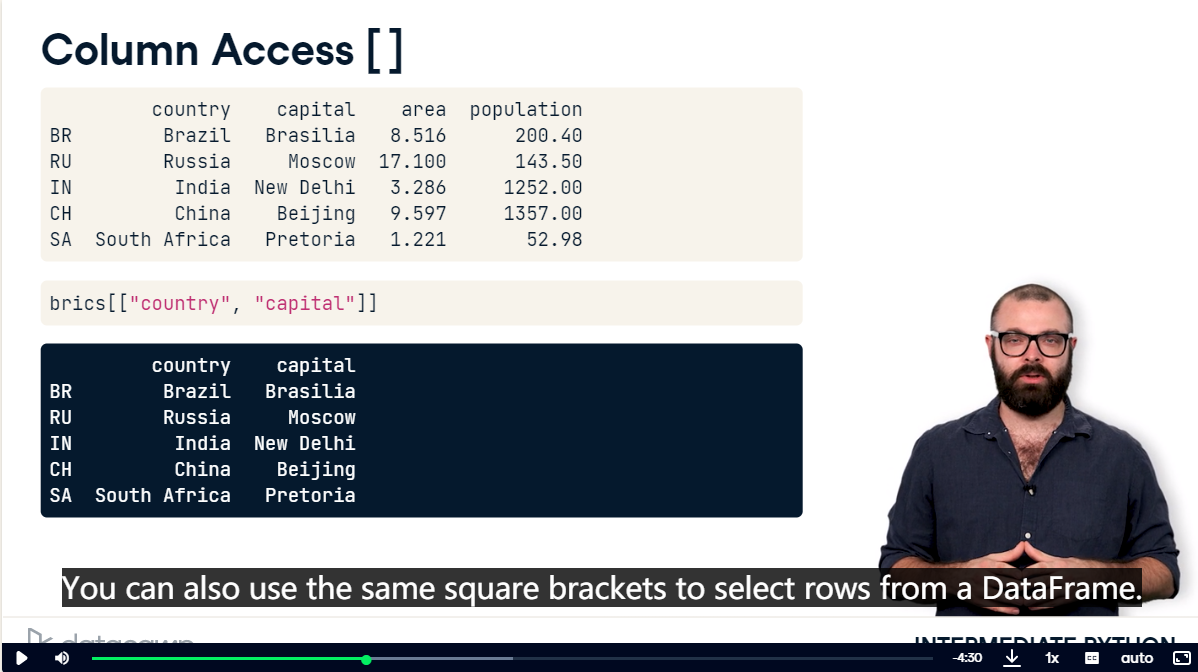 Column Access []
country capital area population
BR Brazil Brasilia 8.516 200.40
RU Russia Moscow 17.100 143.50
IN India New Delhi 3.286 1252.00
CH China Beijing 9.597 1357.00
SA South Africa Pretoria 1.221 52.98
brics[["country", "capital"]]
country capital
BR Brazil Brasilia
RU Russia Moscow
IN India New Delhi
CH China Beijing
SA South Africa Pretoria
You can also use the same square brackets to select rows from a DataFrame.
datacamp INTERMEDIATE PYTHON
-4:30 1x CC auto